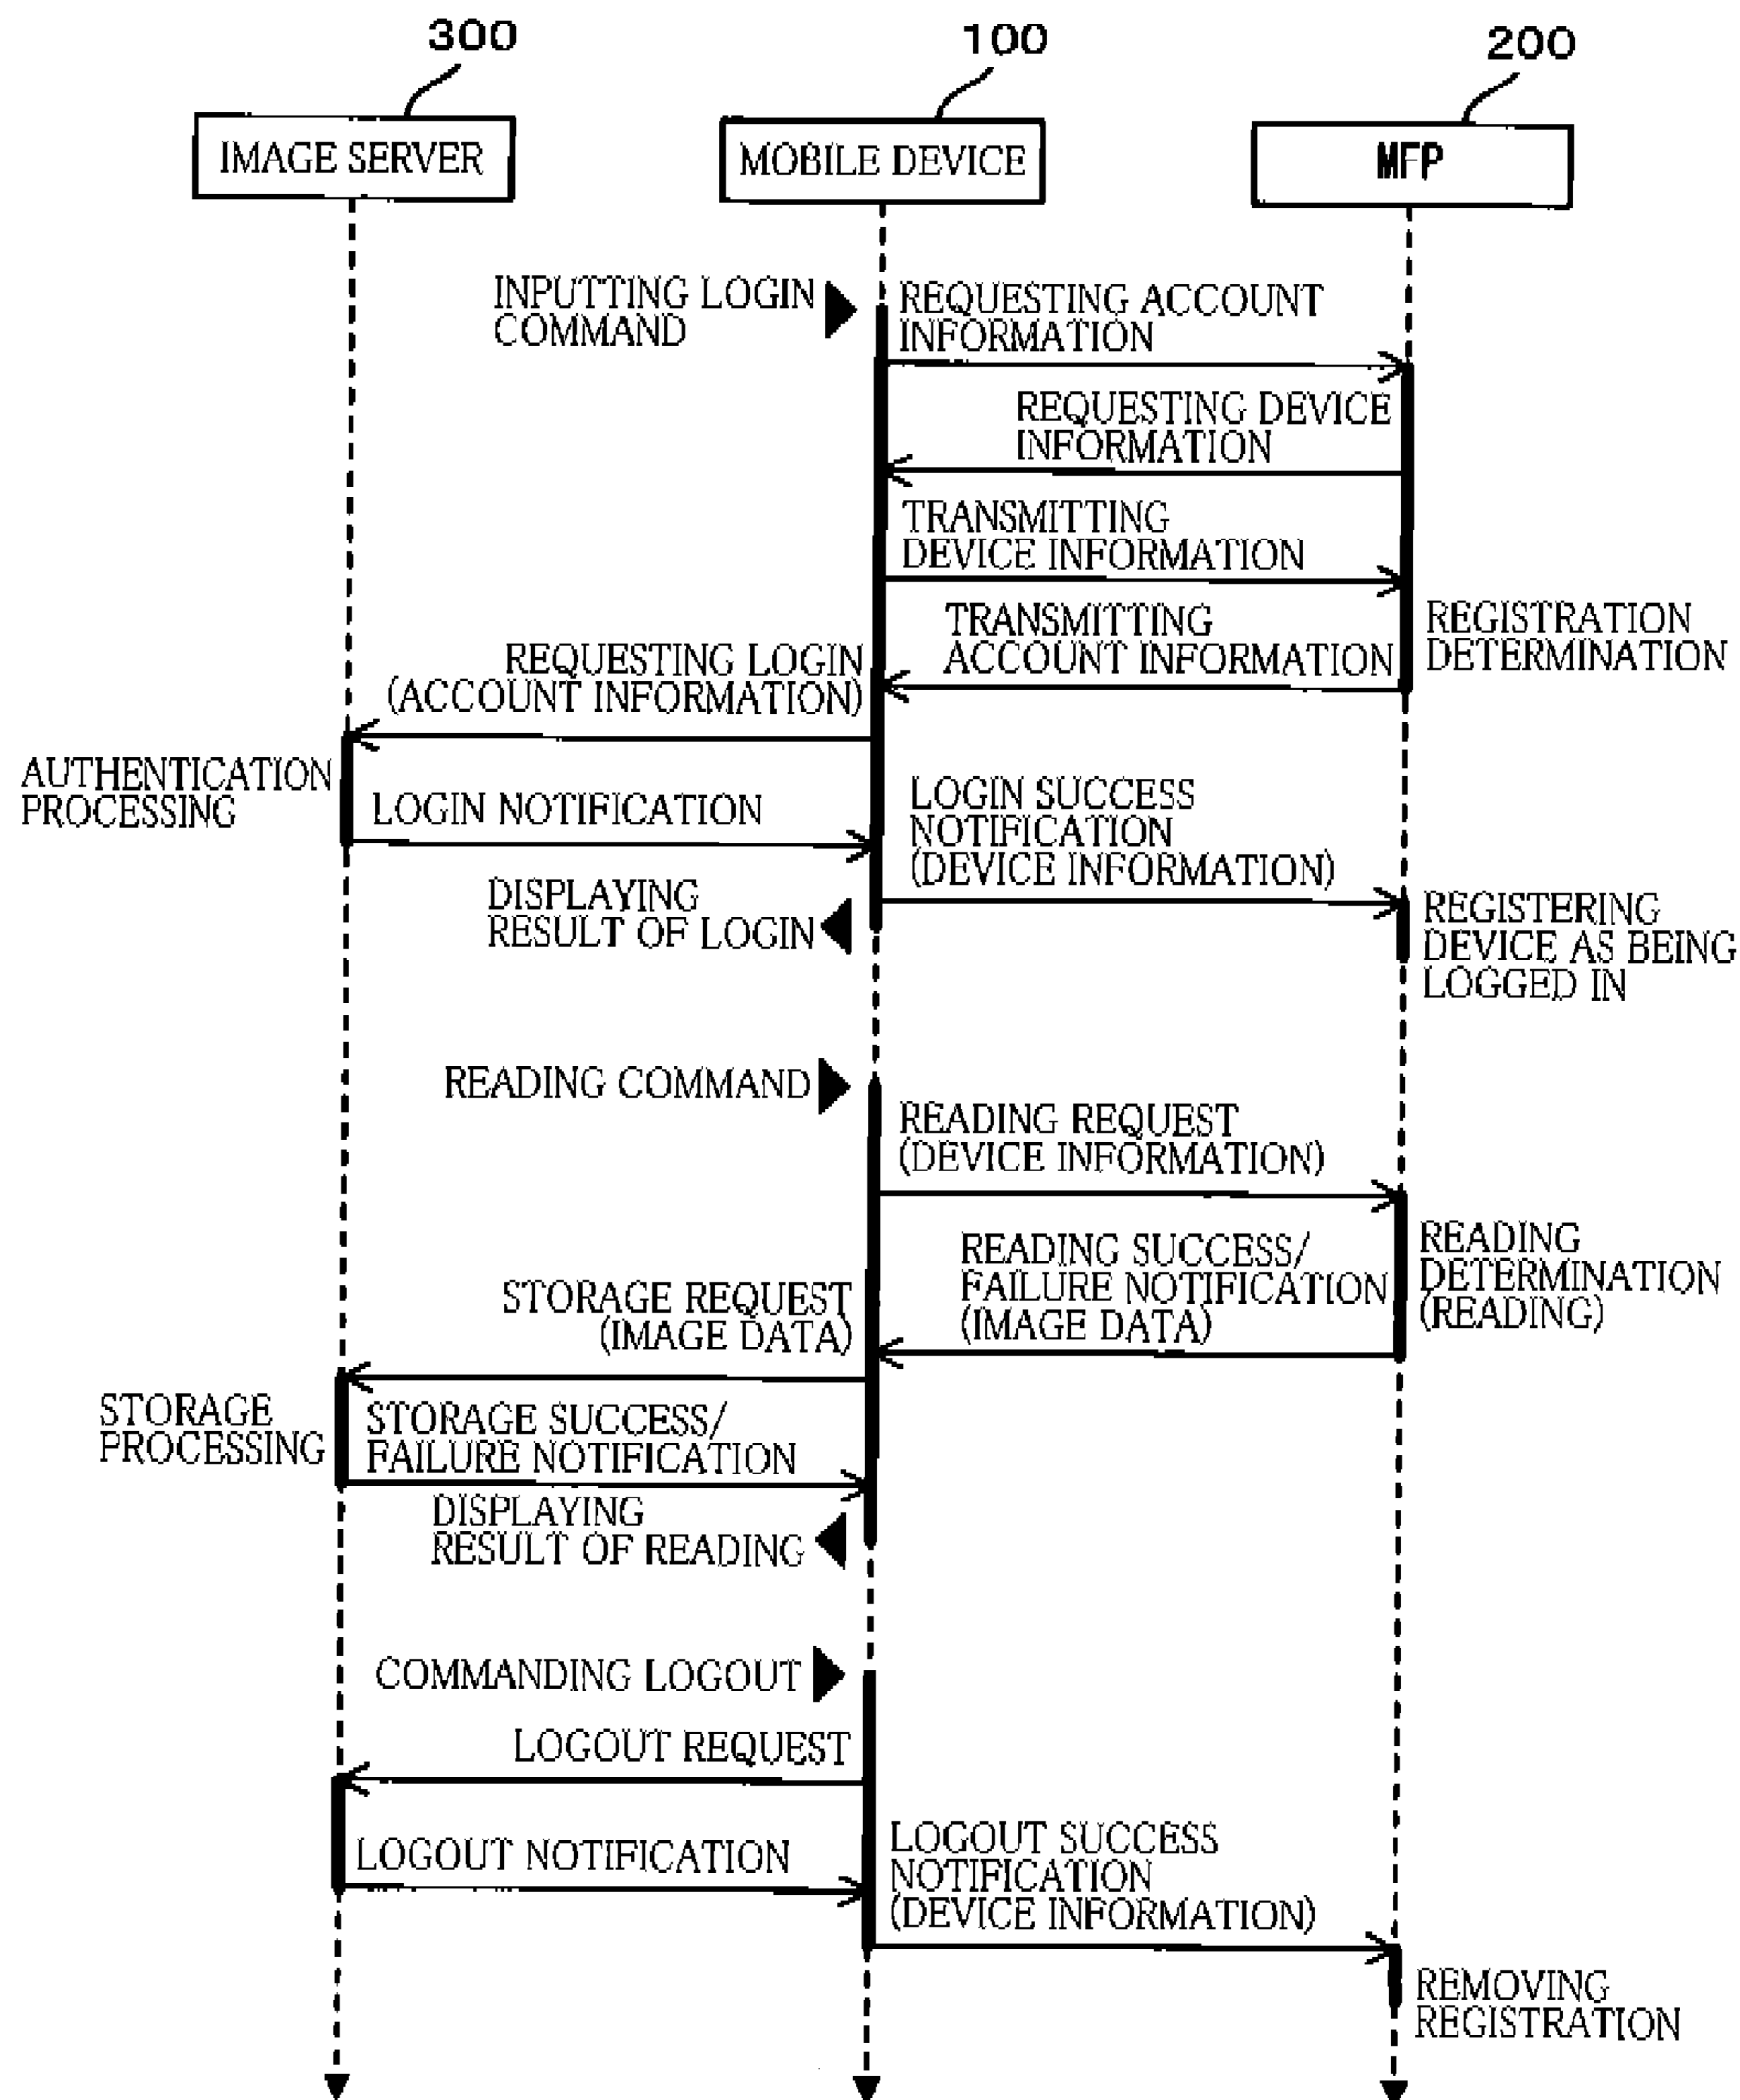 300
100
200
IMAGE SERVER
MOBILE DEVICE
MFP
INPUTTING LOGIN
COMMAND
REQUESTING ACCOUNT
INFORMATION
REQUESTING DEVICE
INFORMATION
TRANSMITTING
DEVICE INFORMATION
TRANSMITTING
ACCOUNT INFORMATION
REGISTRATION
DETERMINATION
REQUESTING LOGIN
(ACCOUNT INFORMATION)
AUTHENTICATION
PROCESSING
LOGIN NOTIFICATION
LOGIN SUCCESS
NOTIFICATION
(DEVICE INFORMATION)
DISPLAYING
RESULT OF LOGIN
REGISTERING
DEVICE AS BEING
LOGGED IN
READING COMMAND
READING REQUEST
(DEVICE INFORMATION)
READING SUCCESS/
FAILURE NOTIFICATION
(IMAGE DATA)
READING
DETERMINATION
(READING)
STORAGE REQUEST
(IMAGE DATA)
STORAGE
PROCESSING
STORAGE SUCCESS/
FAILURE NOTIFICATION
DISPLAYING
RESULT OF READING
COMMANDING LOGOUT
LOGOUT REQUEST
LOGOUT NOTIFICATION
LOGOUT SUCCESS
NOTIFICATION
(DEVICE INFORMATION)
REMOVING
REGISTRATION